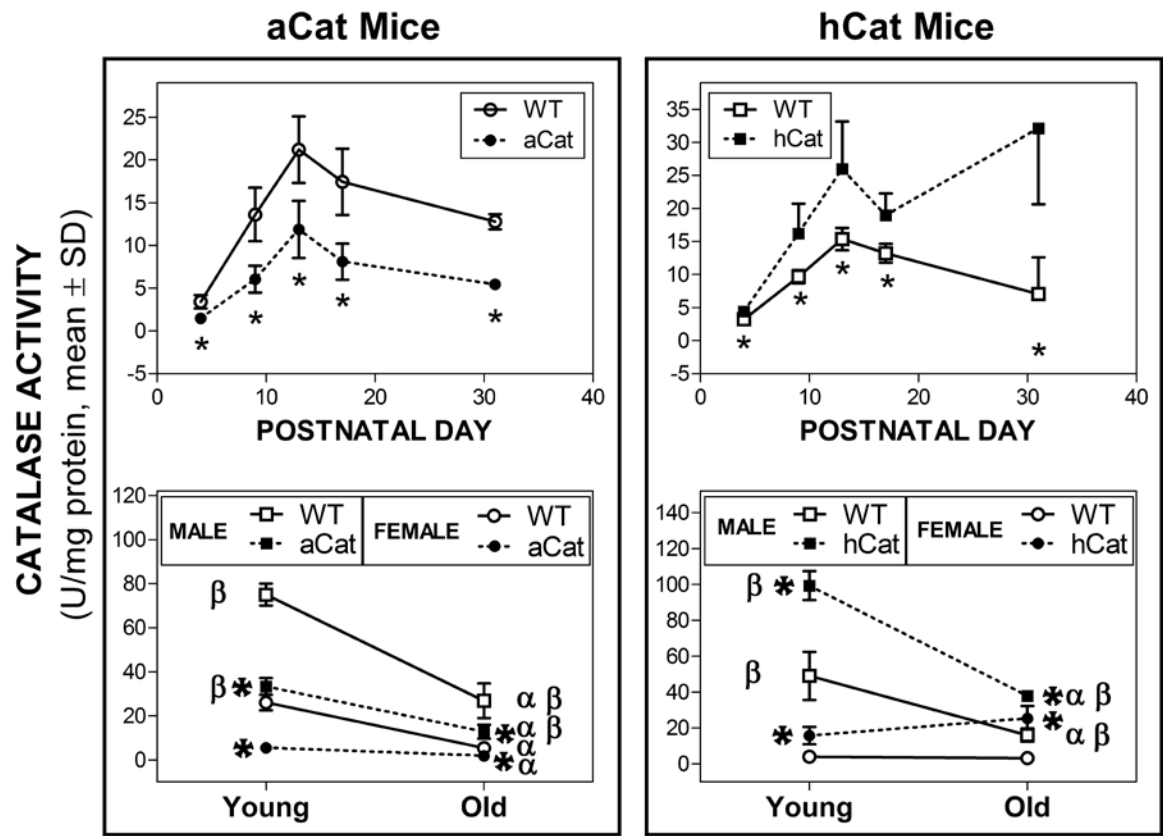 aCat Mice
hCat Mice
CATALASE ACTIVITY
(U/mg protein, mean ± SD)
25
20
15
10
5
0
-5
WT
aCat
* * * * *
0 10 20 30 40
POSTNATAL DAY
35
30
25
20
15
10
5
0
-5
WT
hCat
* * * * *
0 10 20 30 40
POSTNATAL DAY
120
100
80
60
40
20
0
MALE
WT
aCat
FEMALE
WT
aCat
β
β *
*
α β
* α β
α
* α
Young Old
140
120
100
80
60
40
20
0
MALE
WT
hCat
FEMALE
WT
hCat
β *
β
*
* α β
*
α β
Young Old